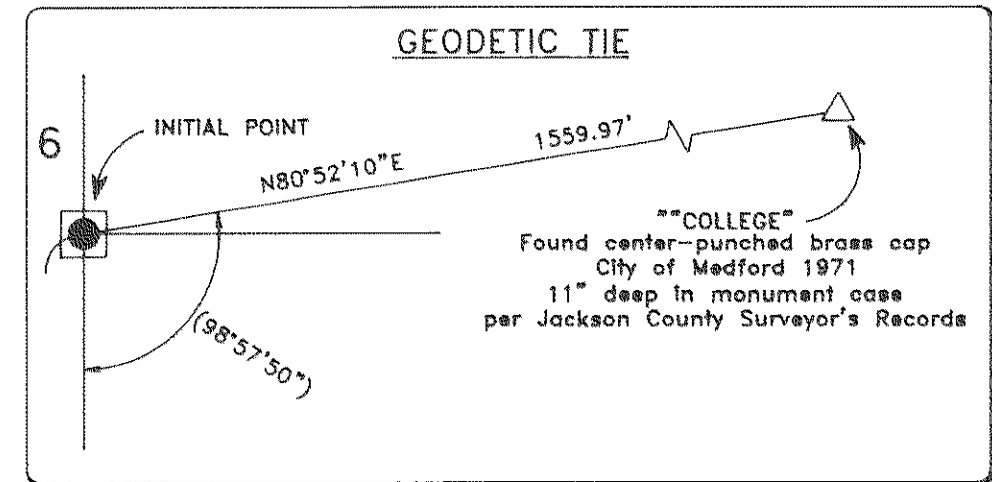 GEODETIC TIE
6
INITIAL POINT
N80°52'10"E
1559.97'
(98°57'50")
""COLLEGE"
Found center-punched brass cap
City of Medford 1971
11" deep in monument case
per Jackson County Surveyor's Records